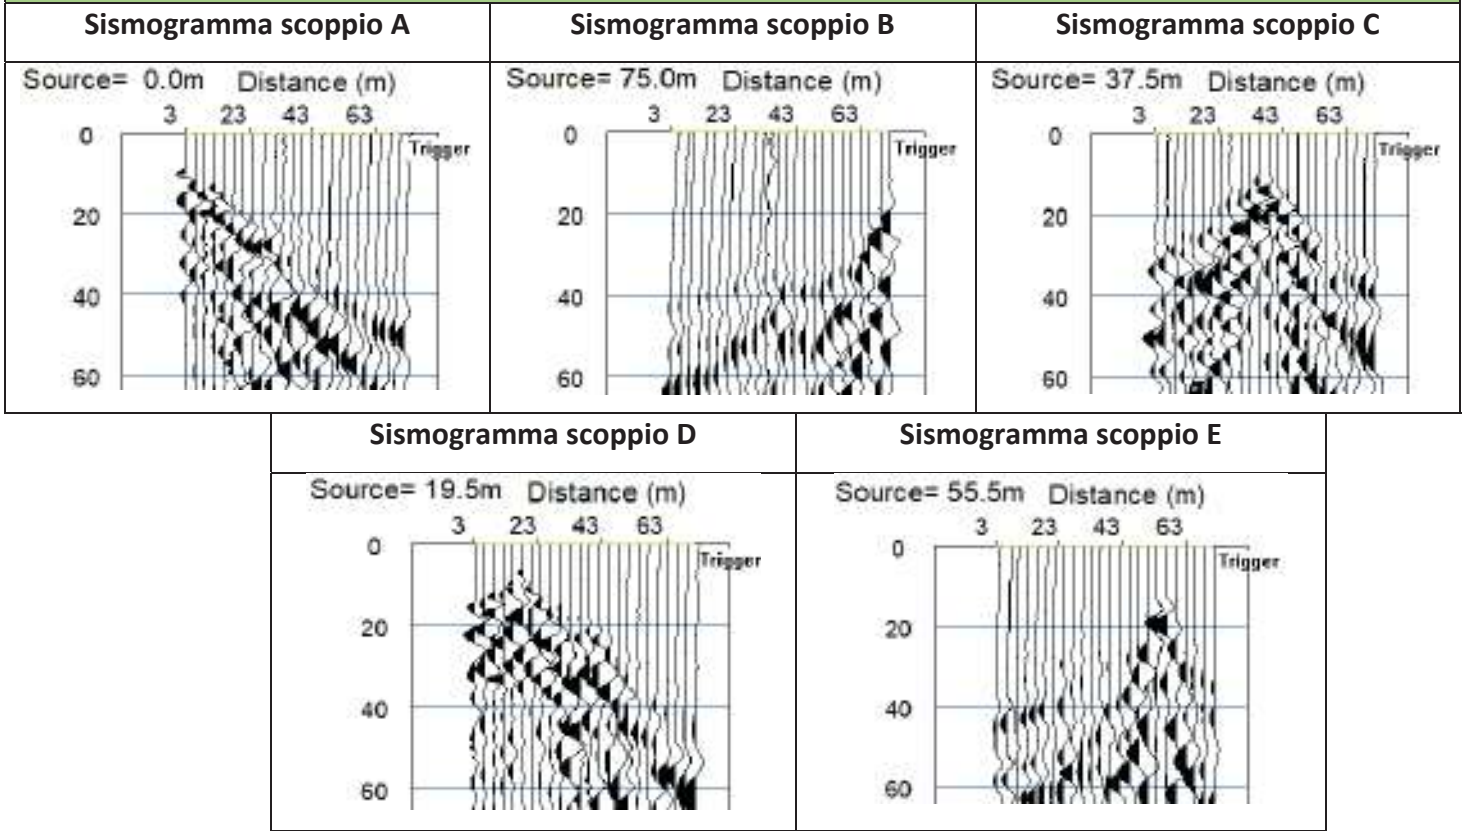 Sismogramma scoppio A
Source= 0.0m Distance (m)
3 23 43 63
Trigger
0
20
40
60
Sismogramma scoppio B
Source= 75.0m Distance (m)
3 23 43 63
Trigger
0
20
40
60
Sismogramma scoppio C
Source= 37.5m Distance (m)
3 23 43 63
Trigger
0
20
40
60
Sismogramma scoppio D
Source= 19.5m Distance (m)
3 23 43 63
Trigger
0
20
40
60
Sismogramma scoppio E
Source= 55.5m Distance (m)
3 23 43 63
Trigger
0
20
40
60